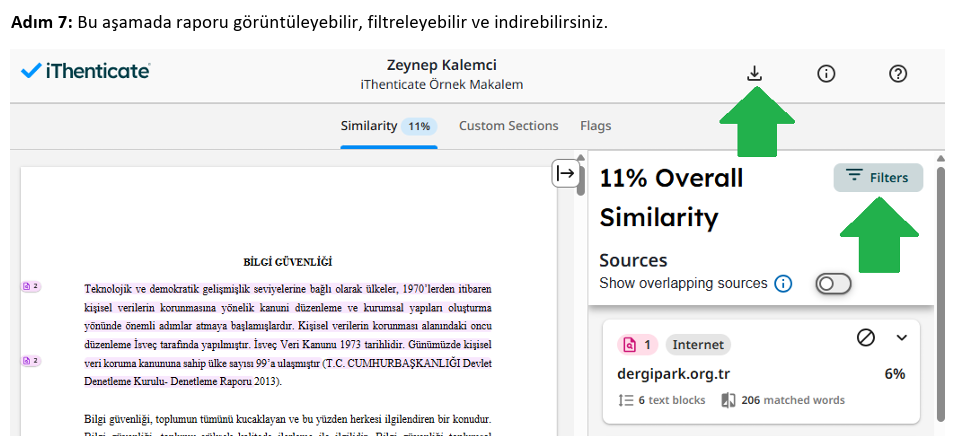 Adım 7: Bu aşamada raporu görüntüleyebilir, filtreleyebilir ve indirebilirsiniz.
iThenticate
Zeynep Kalemci
iThenticate Örnek Makalem
Similarity 11% Custom Sections Flags
11% Overall
Similarity
Filters
Sources
Show overlapping sources
1 Internet
dergipark.org.tr 6%
6 text blocks 206 matched words
BİLGİ GÜVENLİĞİ
2
Teknolojik ve demokratik gelişmişlik seviyelerine bağlı olarak ülkeler, 1970’lerden itibaren
kişisel verilerin korunmasına yönelik kanuni düzenleme ve kurumsal yapıları oluşturma
yönünde önemli adımlar atmaya başlamışlardır. Kişisel verilerin korunması alanındaki öncü
düzenleme İsveç tarafında yapılmıştır. İsveç Veri Kanunu 1973 tarihlidir. Günümüzde kişisel
2
veri koruma kanununa sahip ülke sayısı 99’a ulaşmıştır (T.C. CUMHURBAŞKANLIĞI Devlet
Denetleme Kurulu- Denetleme Raporu 2013).
Bilgi güvenliği, toplumun tümünü kucaklayan ve bu yüzden herkesi ilgilendiren bir konudur.